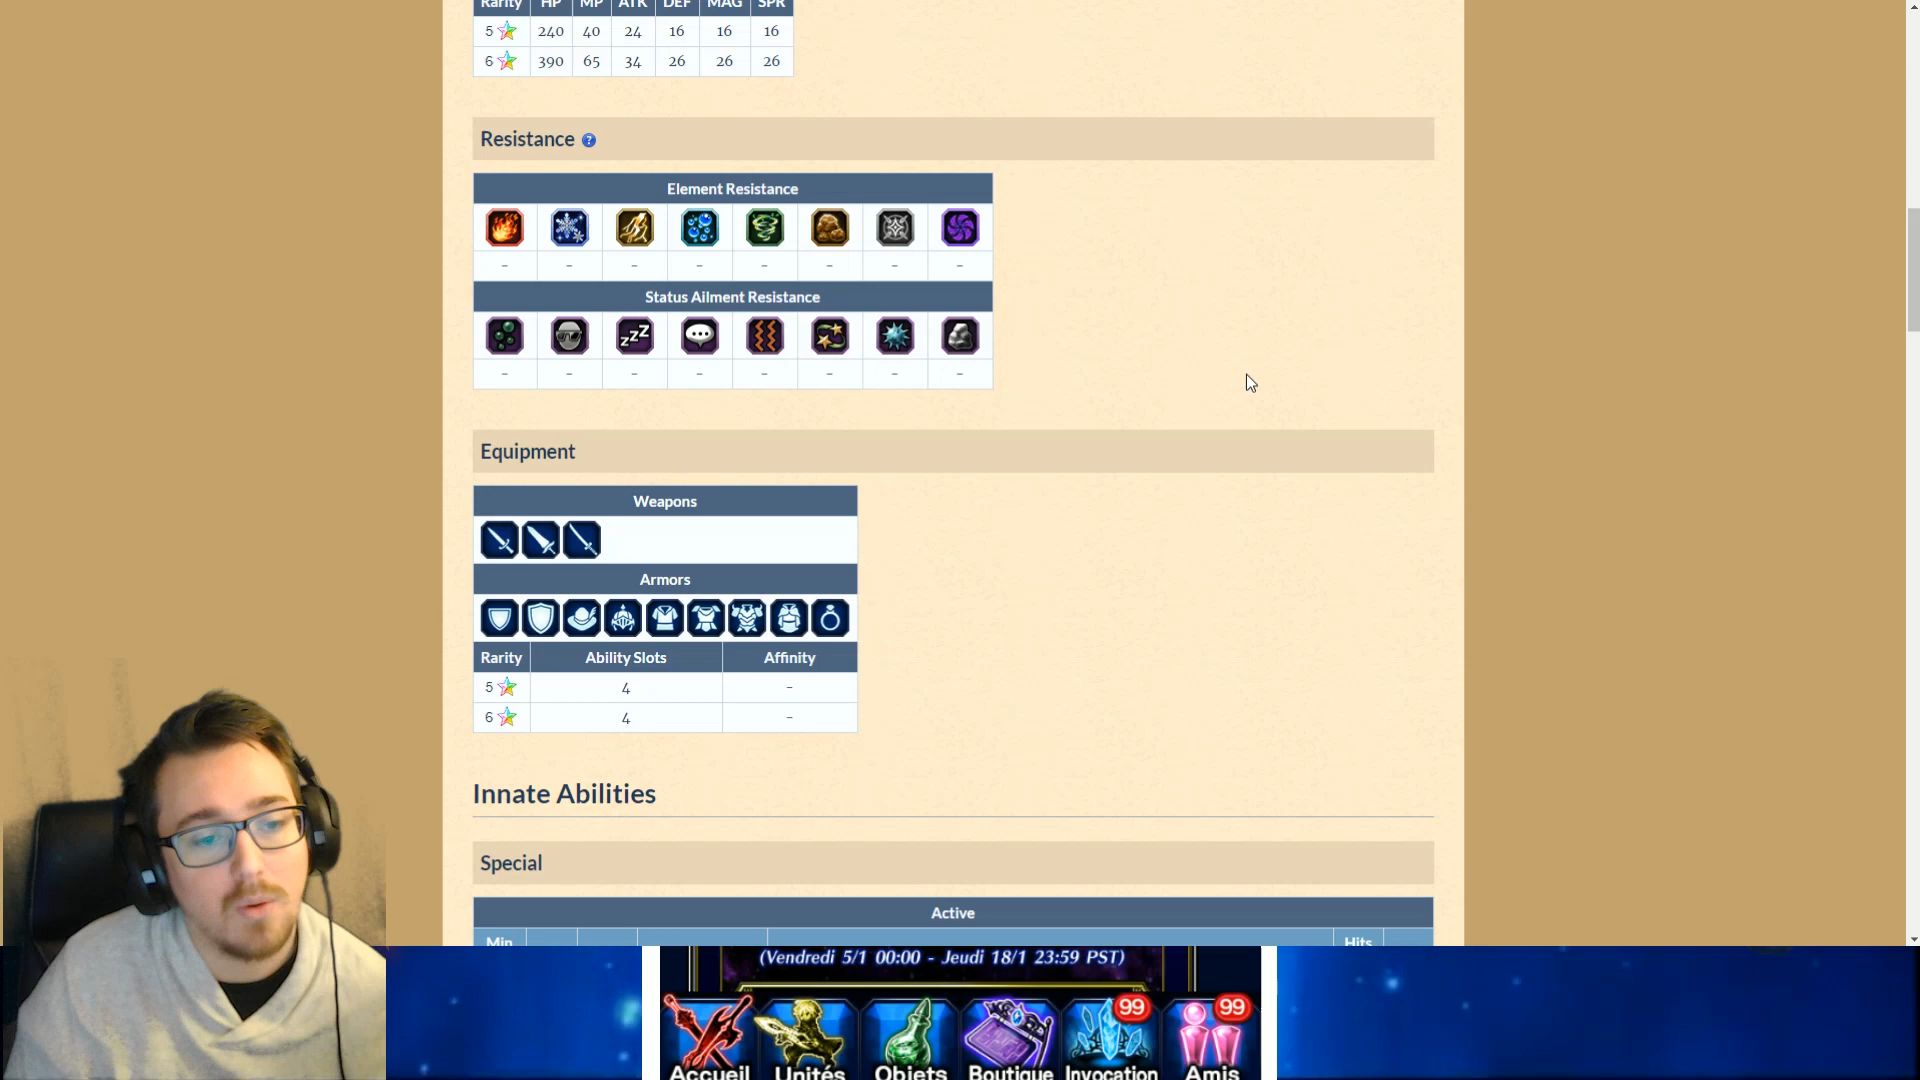 Rarity HP MP ATK DEF MAG SPR
5 240 40 24 16 16 16
6 390 65 34 26 26 26
Resistance ?
Element Resistance
- - - - - - - -
Status Ailment Resistance
zzZ
- - - - - - - -
Equipment
Weapons
Armors
Rarity Ability Slots Affinity
5 4 -
6 4 -
Innate Abilities
Special
Active
Min Hits
(Vendredi 5/1 00:00 - Jeudi 18/1 23:59 PST)
99 99
Accueil Unités Objets Boutique Invocation Amis